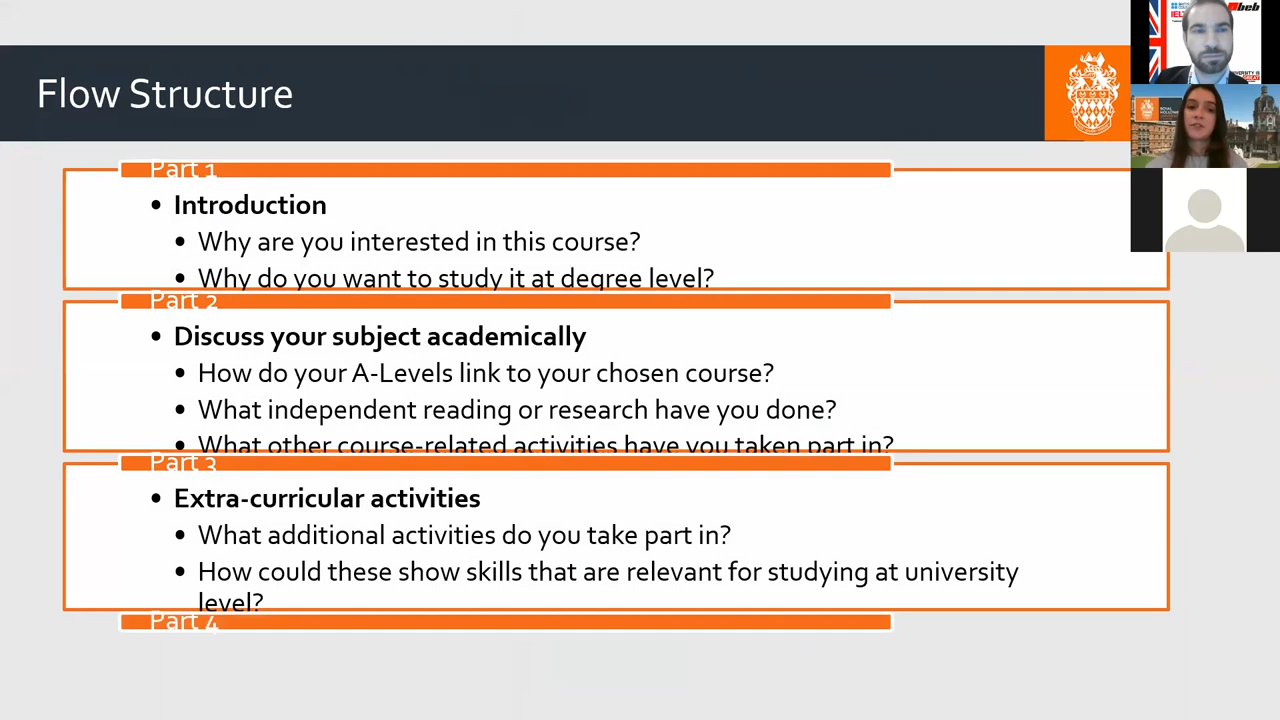 Flow Structure
Part 1
• Introduction
• Why are you interested in this course?
• Why do you want to study it at degree level?
Part 2
• Discuss your subject academically
• How do your A-Levels link to your chosen course?
• What independent reading or research have you done?
• What other course-related activities have you taken part in?
Part 3
• Extra-curricular activities
• What additional activities do you take part in?
• How could these show skills that are relevant for studying at university
level?
Part 4
beb
ROYAL